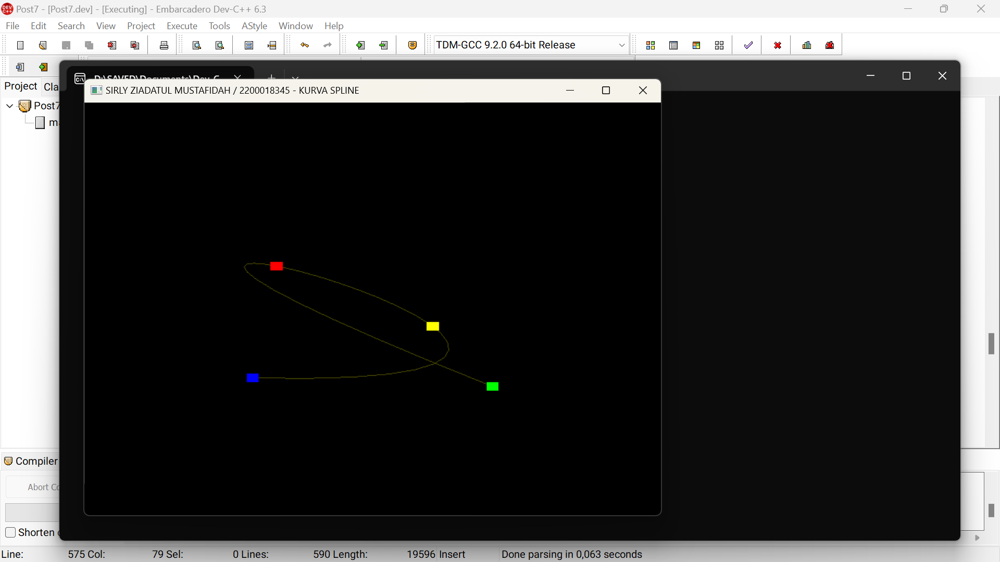 Post7 - [Post7.dev] - [Executing] - Embarcadero Dev-C++ 6.3
File Edit Search View Project Execute Tools AStyle Window Help
TDM-GCC 9.2.0 64-bit Release
D:\SAVED\Documents\Dev-C
Project Cla
SIRLY ZIADATUL MUSTAFIDAH / 2200018345 - KURVA SPLINE
Post7
Compiler
Abort Co
Shorten
Line: 575 Col: 79 Sel: 0 Lines: 590 Length: 19596 Insert Done parsing in 0,063 seconds